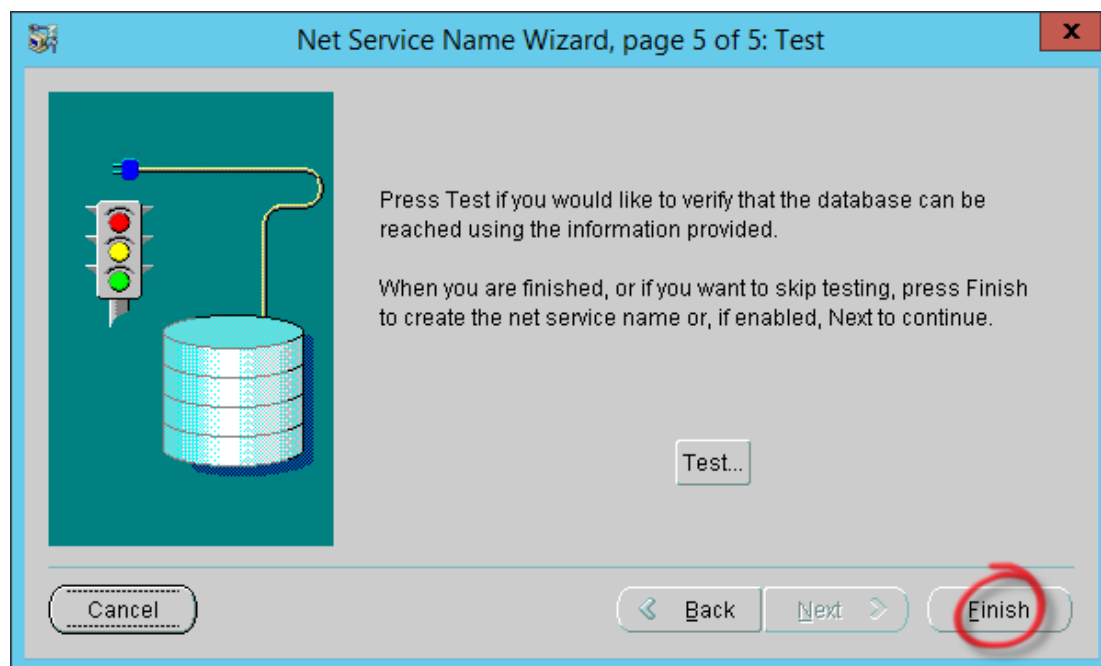 Net Service Name Wizard, page 5 of 5: Test
x
Press Test if you would like to verify that the database can be
reached using the information provided.
When you are finished, or if you want to skip testing, press Finish
to create the net service name or, if enabled, Next to continue.
Test...
Cancel
Back
Next
Finish